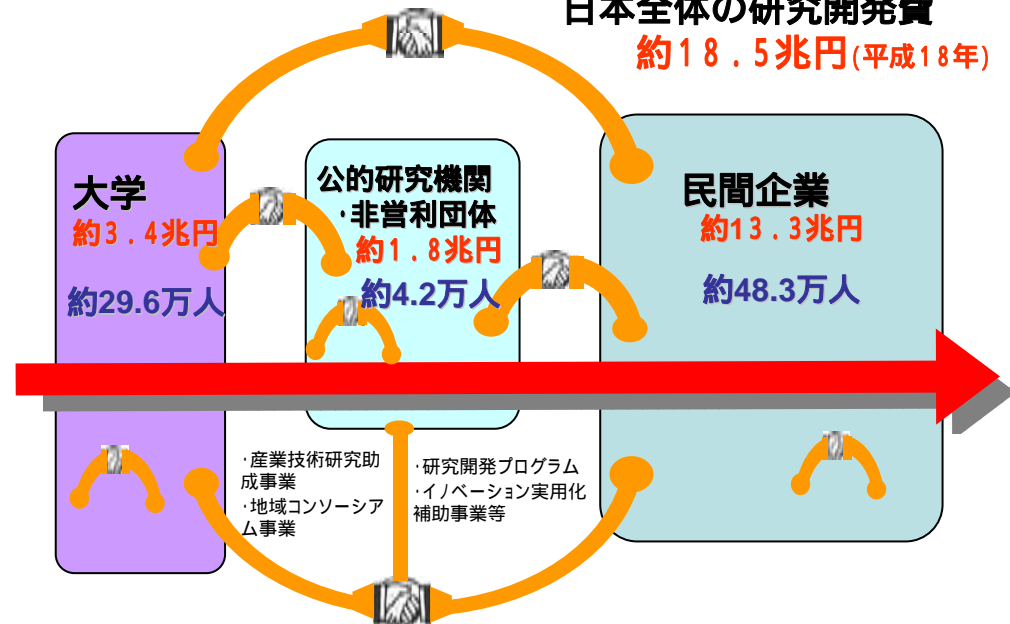 日本全体の研究開発費
約18.5兆円(平成18年)
大学
約3.4兆円
約29.6万人
公的研究機関
・非営利団体
約1.8兆円
約4.2万人
民間企業
約13.3兆円
約48.3万人
・産業技術研究助
成事業
・地域コンソーシア
ム事業
・研究開発プログラム
・イノベーション実用化
補助事業等